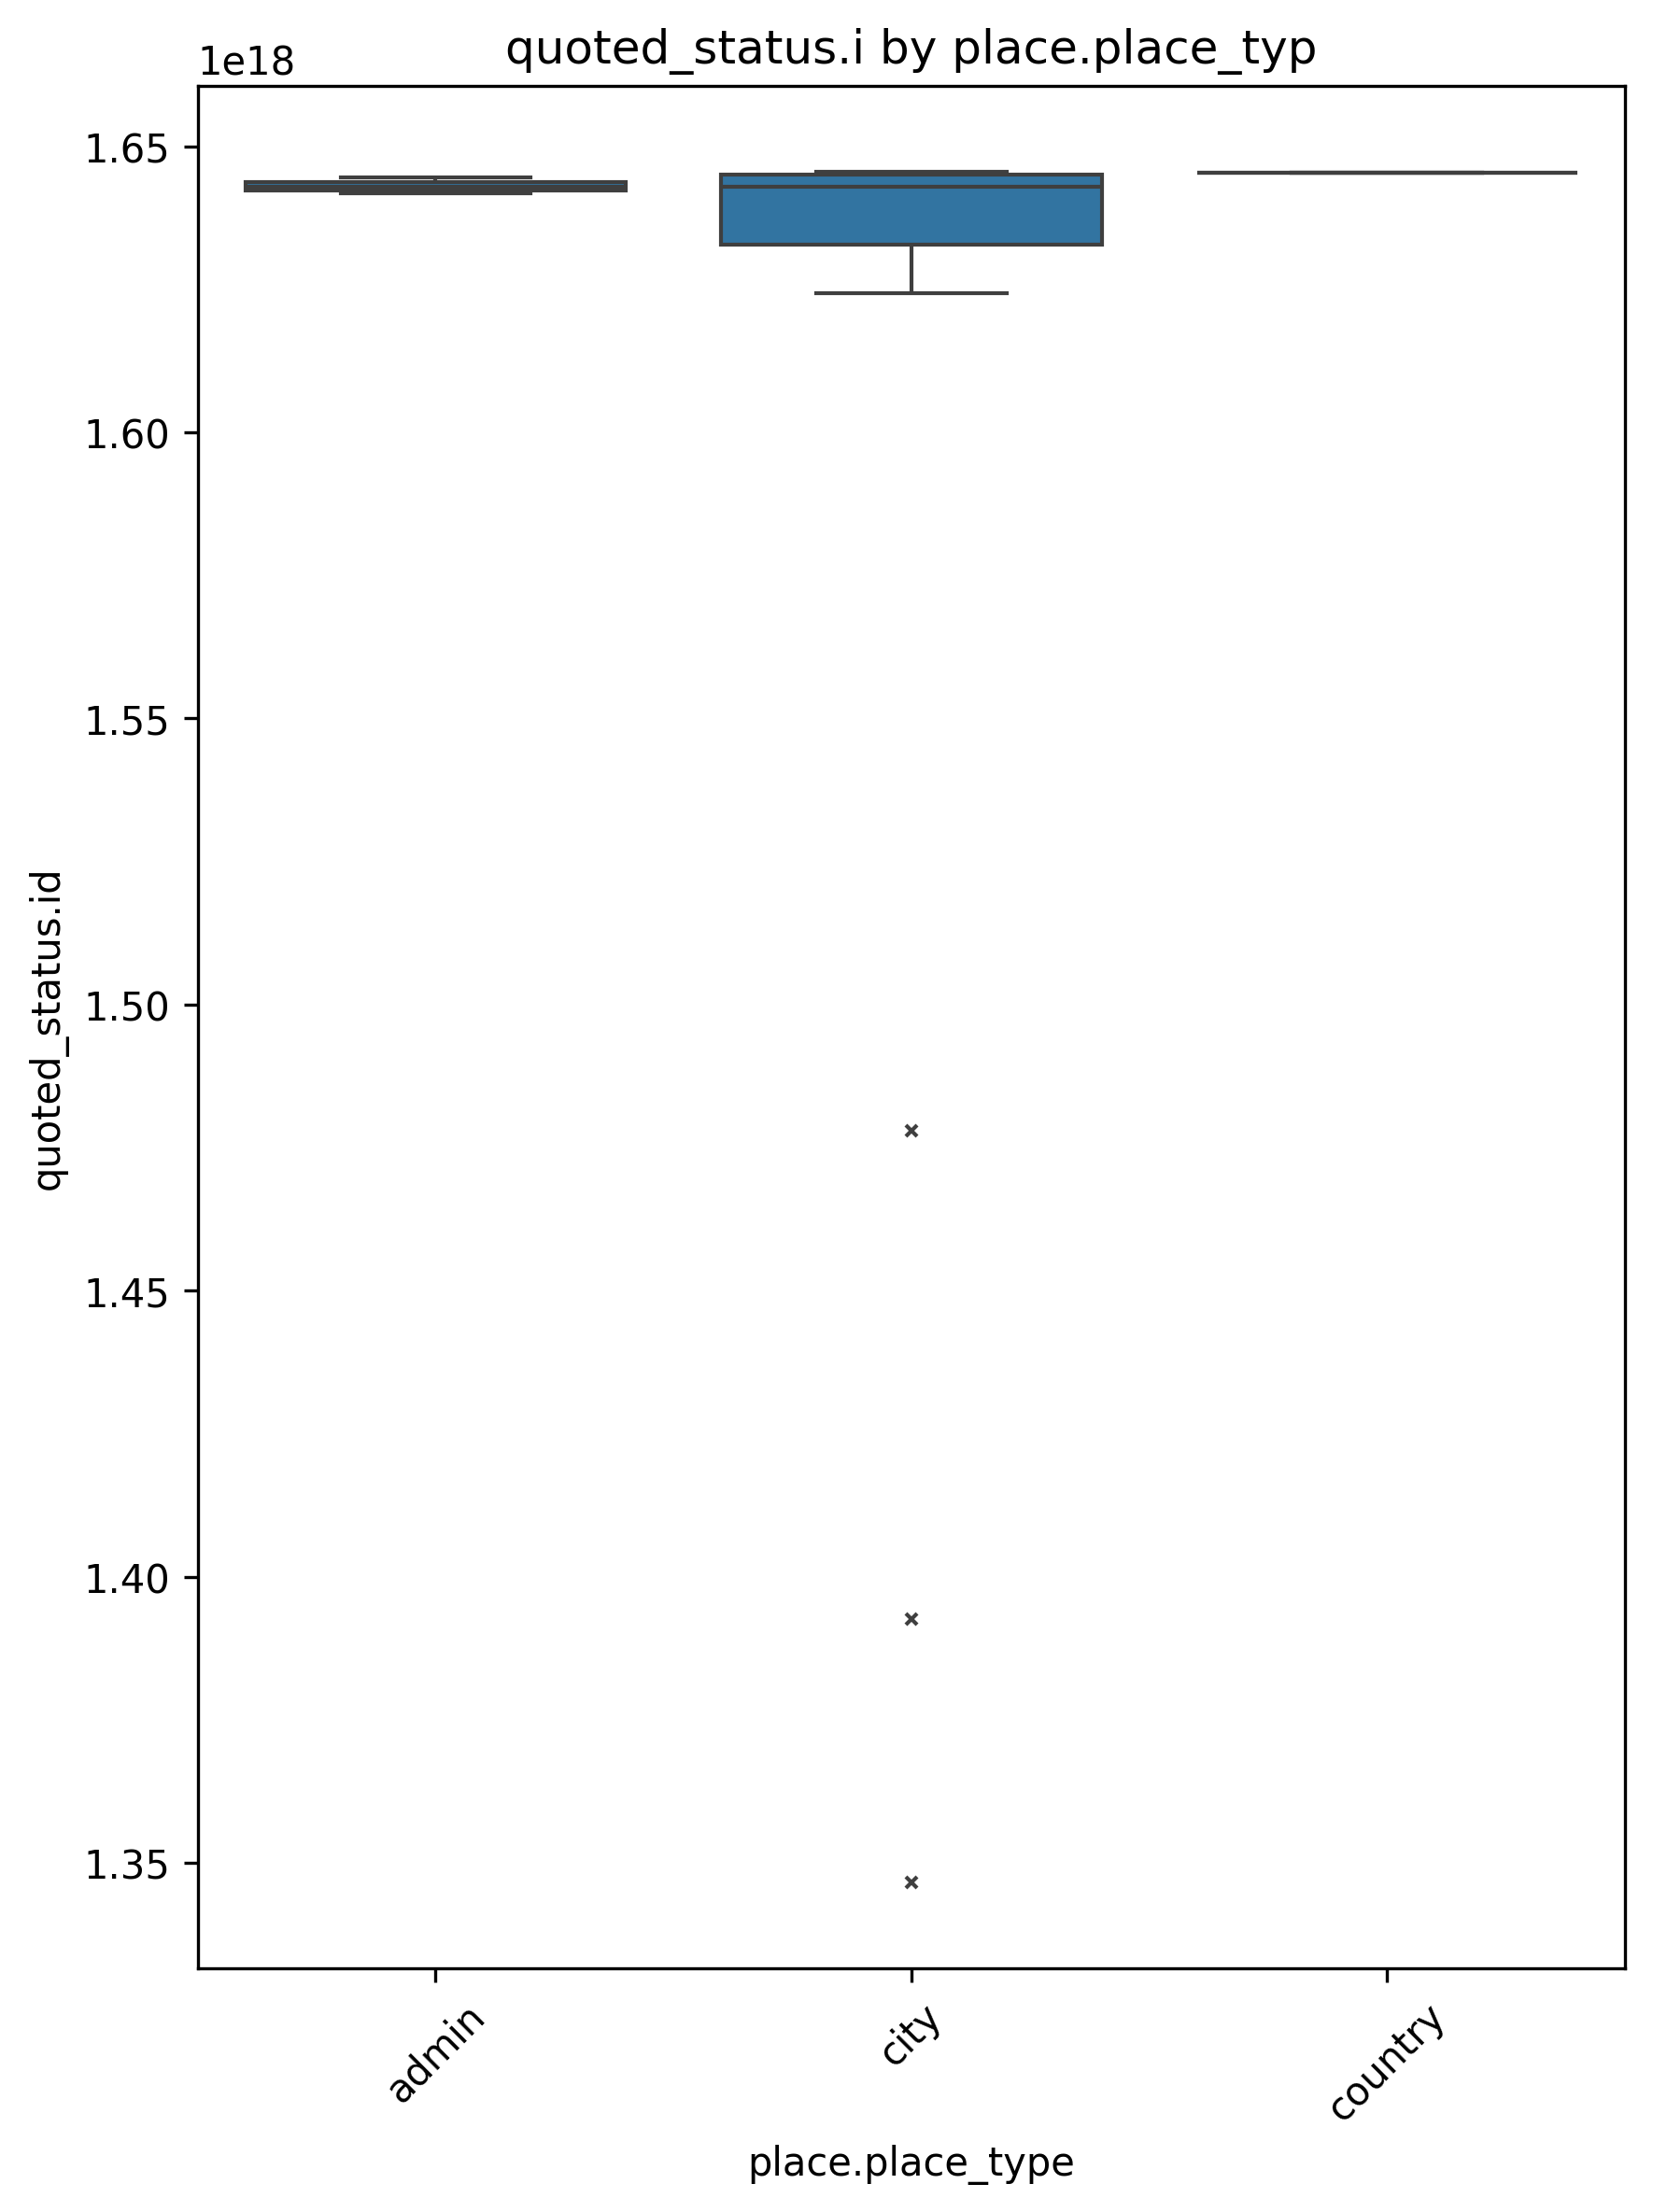 quoted_status.i by place.place_typ
1e18
1.65
1.60
1.55
1.50
1.45
1.40
1.35
quoted_status.id
admin
city
country
place.place_type